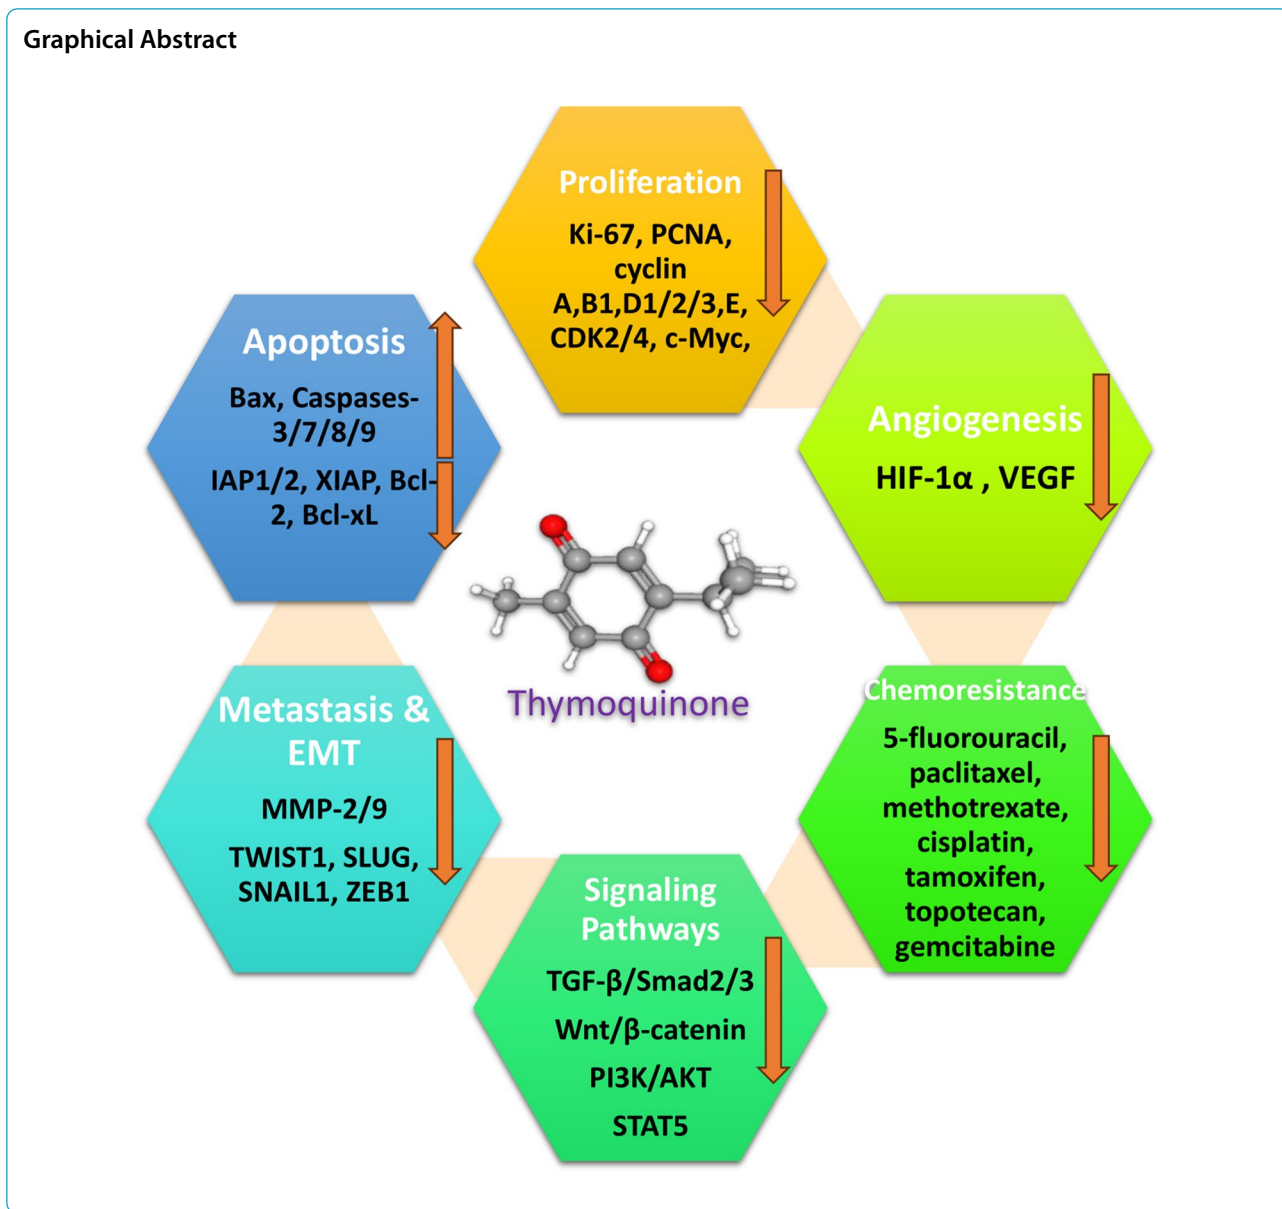 Graphical Abstract
Proliferation
Ki-67, PCNA,
cyclin
A,B1,D1/2/3,E,
CDK2/4, c-Myc,
Apoptosis
Bax, Caspases-
3/7/8/9
IAP1/2, XIAP, Bcl-
2, Bcl-xL
Angiogenesis
HIF-1α , VEGF
Thymoquinone
Metastasis &
EMT
MMP-2/9
TWIST1, SLUG,
SNAIL1, ZEB1
Chemoresistance
5-fluorouracil,
paclitaxel,
methotrexate,
cisplatin,
tamoxifen,
topotecan,
gemcitabine
Signaling
Pathways
TGF-β/Smad2/3
Wnt/β-catenin
PI3K/AKT
STAT5